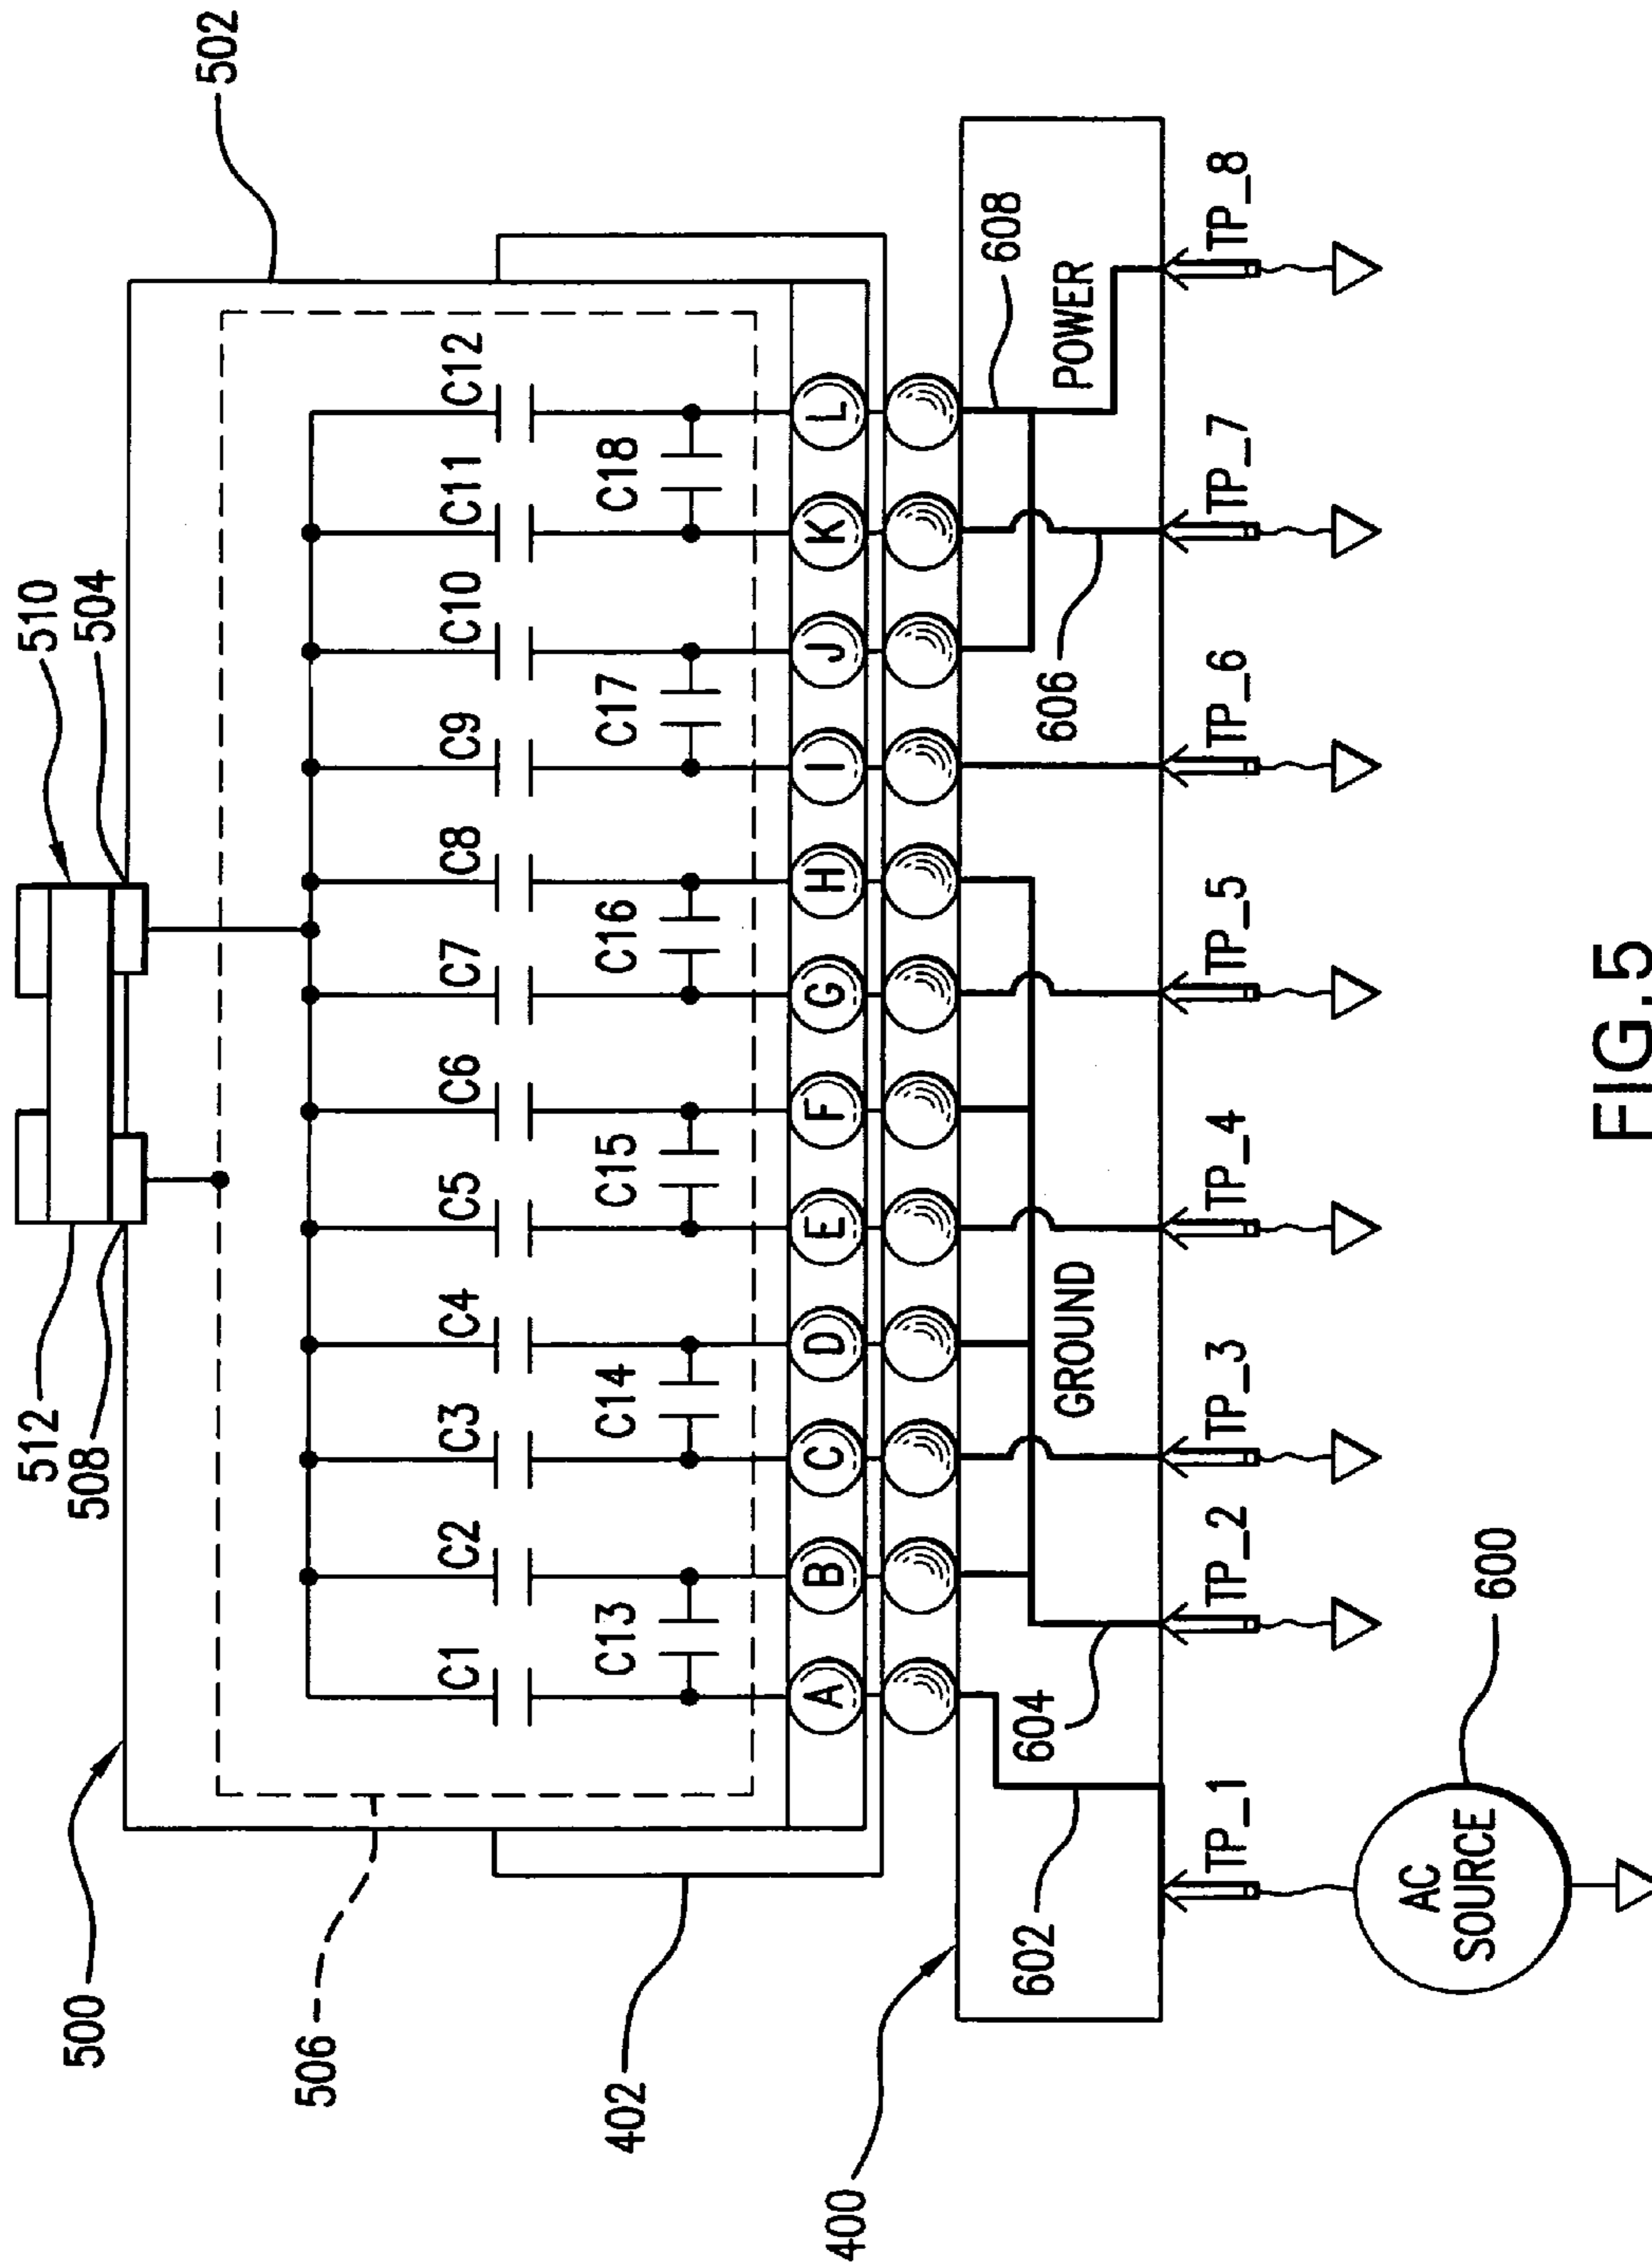 510
504
512
508
502
500
506
C1
C2
C3
C4
C5
C6
C7
C8
C9
C10
C11
C12
C13
C14
C15
C16
C17
C18
A
B
C
D
E
F
G
H
I
J
K
L
402
400
602
604
GROUND
606
608
POWER
TP_1
TP_2
TP_3
TP_4
TP_5
TP_6
TP_7
TP_8
AC
SOURCE
600
FIG.5